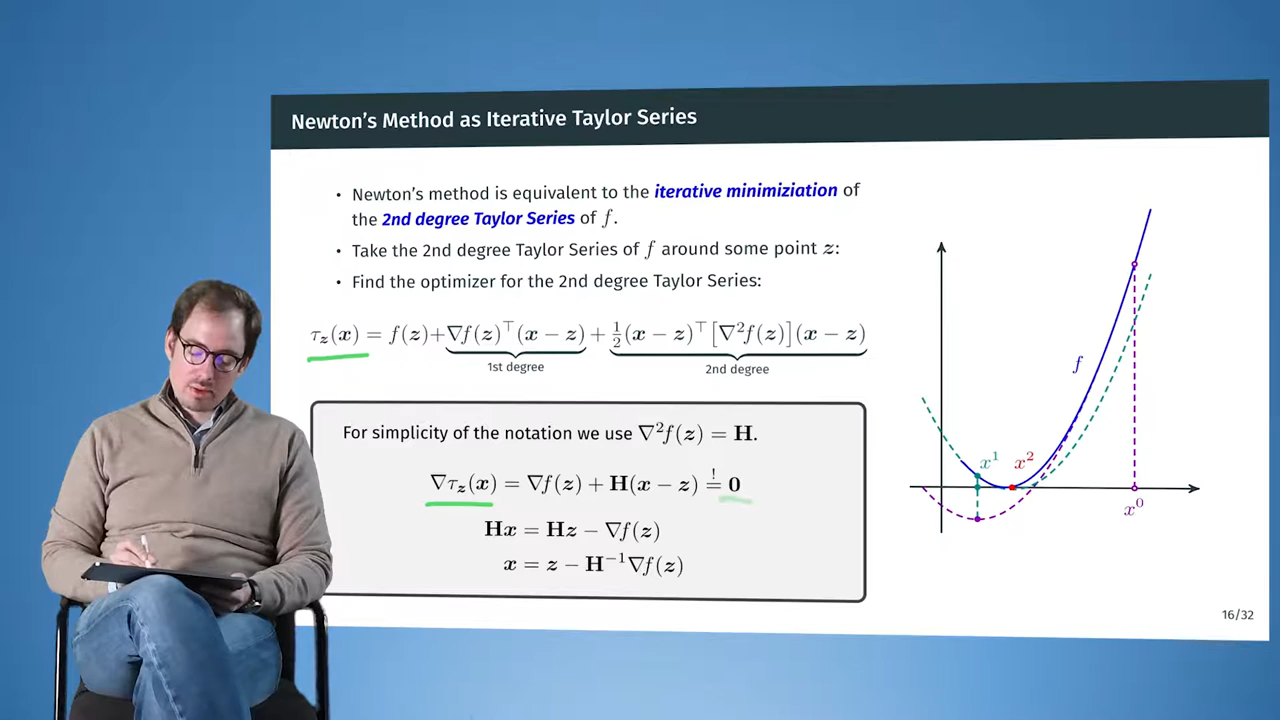 Newton's Method as Iterative Taylor Series
• Newton's method is equivalent to the iterative minimiziation of
the 2nd degree Taylor Series of f.
• Take the 2nd degree Taylor Series of f around some point z:
• Find the optimizer for the 2nd degree Taylor Series:
τ_z(x) = f(z)+∇f(z)^⊤(x − z) + ½(x − z)^⊤[∇²f(z)](x − z)
1st degree
2nd degree
For simplicity of the notation we use ∇²f(z) = H.
∇τ_z(x) = ∇f(z) + H(x − z) =^! 0
Hx = Hz − ∇f(z)
x = z − H⁻¹∇f(z)
f
x¹
x²
x⁰
16/32